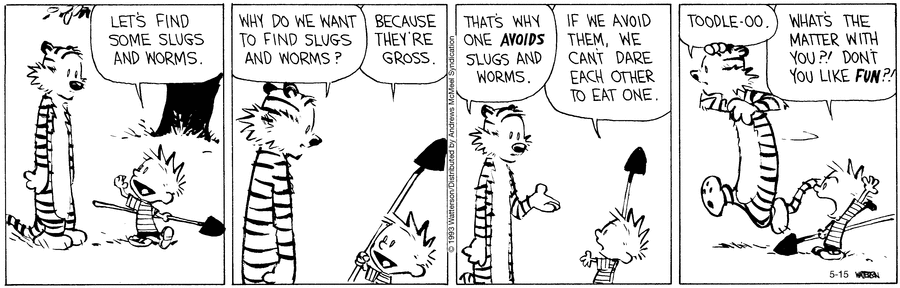 LET'S FIND
SOME SLUGS
AND WORMS.
WHY DO WE WANT
TO FIND SLUGS
AND WORMS?
BECAUSE
THEY'RE
GROSS.
© 1993 Watterson/Distributed by Andrews McMeel Syndication
THAT'S WHY
ONE AVOIDS
SLUGS AND
WORMS.
IF WE AVOID
THEM, WE
CAN'T DARE
EACH OTHER
TO EAT ONE.
TOODLE-OO.
WHAT'S THE
MATTER WITH
YOU?! DON'T
YOU LIKE FUN?!
5-15 WATTERSON